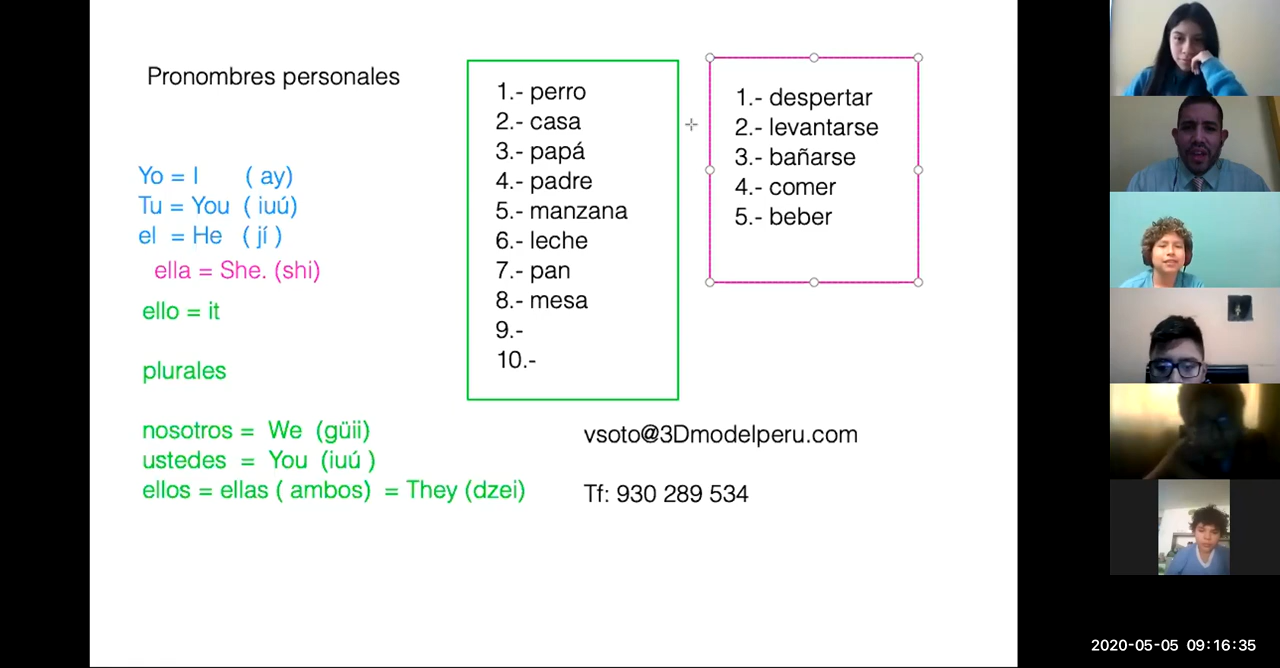 Pronombres personales
Yo = I ( ay)
Tu = You ( iuú)
el = He ( jí )
ella = She. (shi)
ello = it
plurales
nosotros = We (güii)
ustedes = You (iuú )
ellos = ellas ( ambos) = They (dzei)
1.- perro
2.- casa
3.- papá
4.- padre
5.- manzana
6.- leche
7.- pan
8.- mesa
9.-
10.-
1.- despertar
2.- levantarse
3.- bañarse
4.- comer
5.- beber
vsoto@3Dmodelperu.com
Tf: 930 289 534
2020-05-05 09:16:35